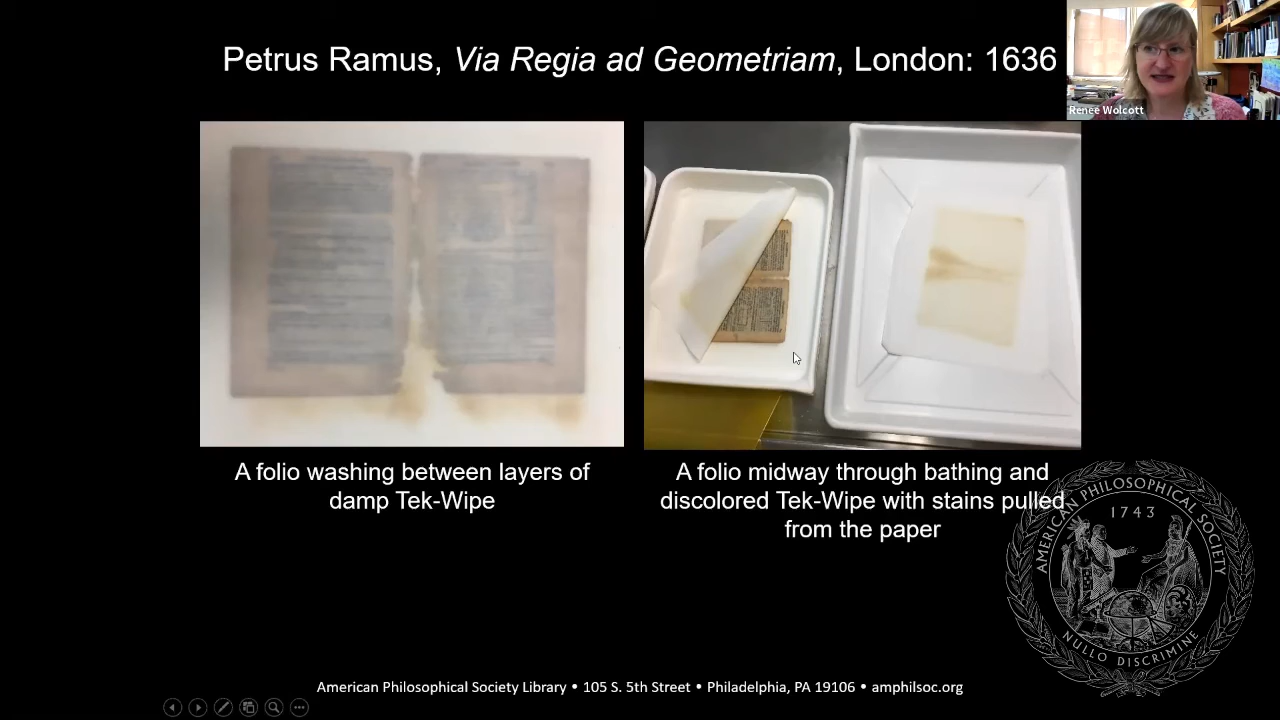 Petrus Ramus, Via Regia ad Geometriam, London: 1636
Renee Wolcott
A folio washing between layers of
damp Tek-Wipe
A folio midway through bathing and
discolored Tek-Wipe with stains pulled
from the paper
AMERICAN PHILOSOPHICAL SOCIETY
1743
NULLO DISCRIMINE
American Philosophical Society Library • 105 S. 5th Street • Philadelphia, PA 19106 • amphilsoc.org